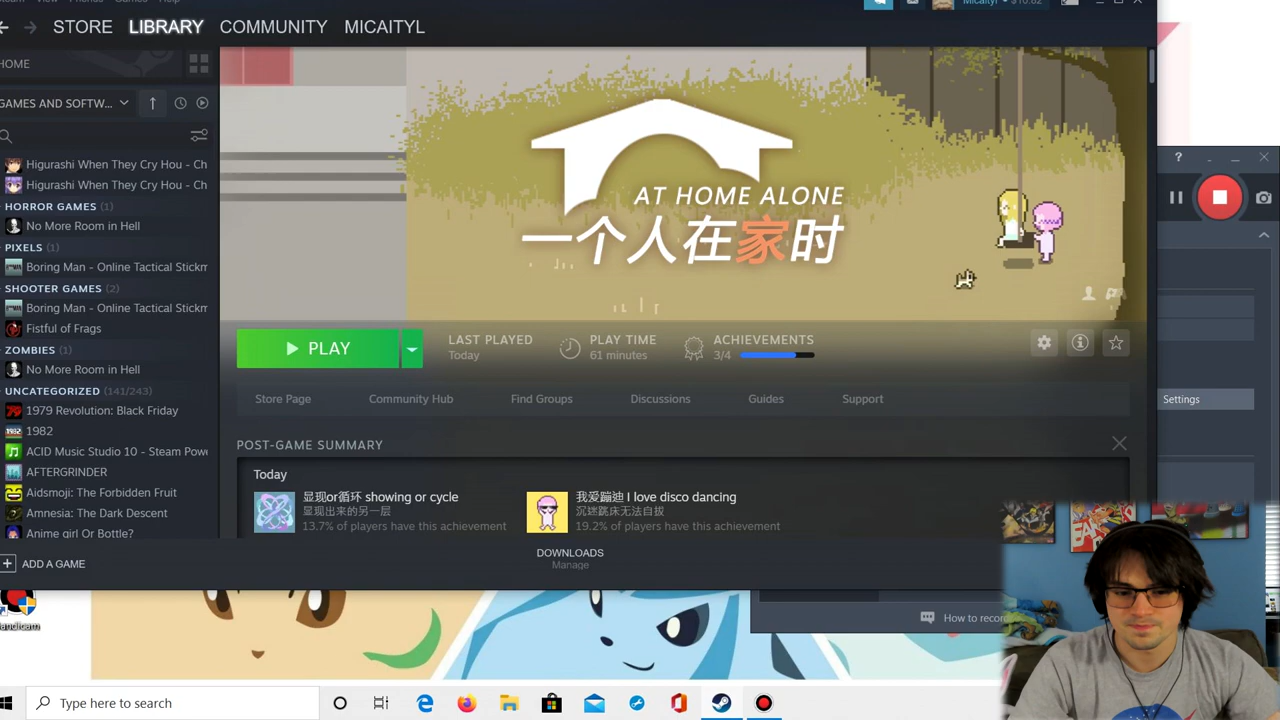 STORE LIBRARY COMMUNITY MICAITYL
Micaityl
HOME
GAMES AND SOFTW...
Higurashi When They Cry Hou - Ch
Higurashi When They Cry Hou - Ch
HORROR GAMES (1)
No More Room in Hell
PIXELS (1)
Boring Man - Online Tactical Stickm
SHOOTER GAMES (2)
Boring Man - Online Tactical Stickm
Fistful of Frags
ZOMBIES (1)
No More Room in Hell
UNCATEGORIZED (141/243)
1979 Revolution: Black Friday
1982
ACID Music Studio 10 - Steam Powe
AFTERGRINDER
Aidsmoji: The Forbidden Fruit
Amnesia: The Dark Descent
Anime girl Or Bottle?
ADD A GAME
AT HOME ALONE
一个人在家时
PLAY
LAST PLAYED
Today
PLAY TIME
61 minutes
ACHIEVEMENTS
3/4
Store Page Community Hub Find Groups Discussions Guides Support
POST-GAME SUMMARY
Today
显现or循环 showing or cycle
显现出来的另一层
13.7% of players have this achievement
我爱蹦迪 I love disco dancing
沉迷跳床无法自拔
19.2% of players have this achievement
DOWNLOADS
Manage
Settings
How to recor
andicam
Type here to search